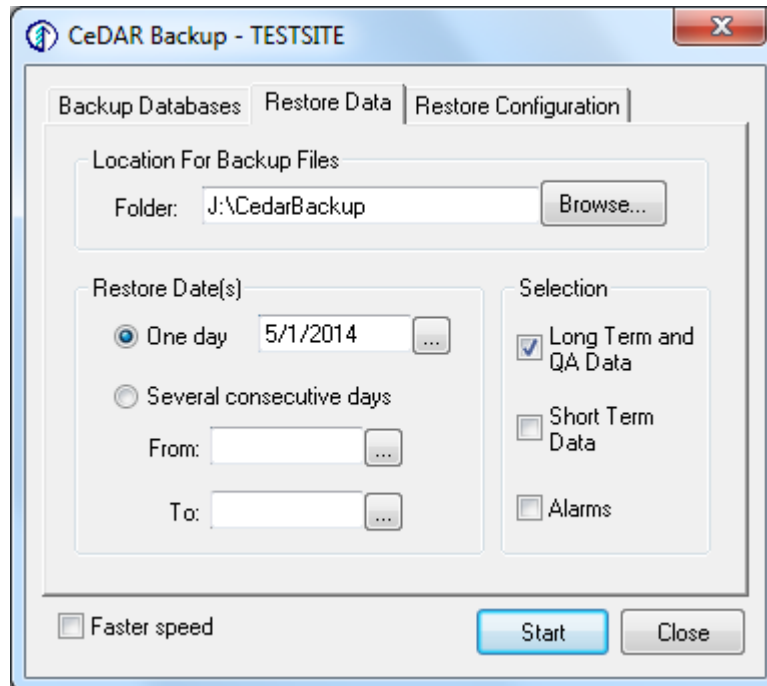 CeDAR Backup - TESTSITE
X
Backup Databases Restore Data Restore Configuration
Location For Backup Files
Folder: J:\CedarBackup Browse...
Restore Date(s)
One day 5/1/2014 ...
Several consecutive days
From: ...
To: ...
Selection
Long Term and
QA Data
Short Term
Data
Alarms
Faster speed Start Close